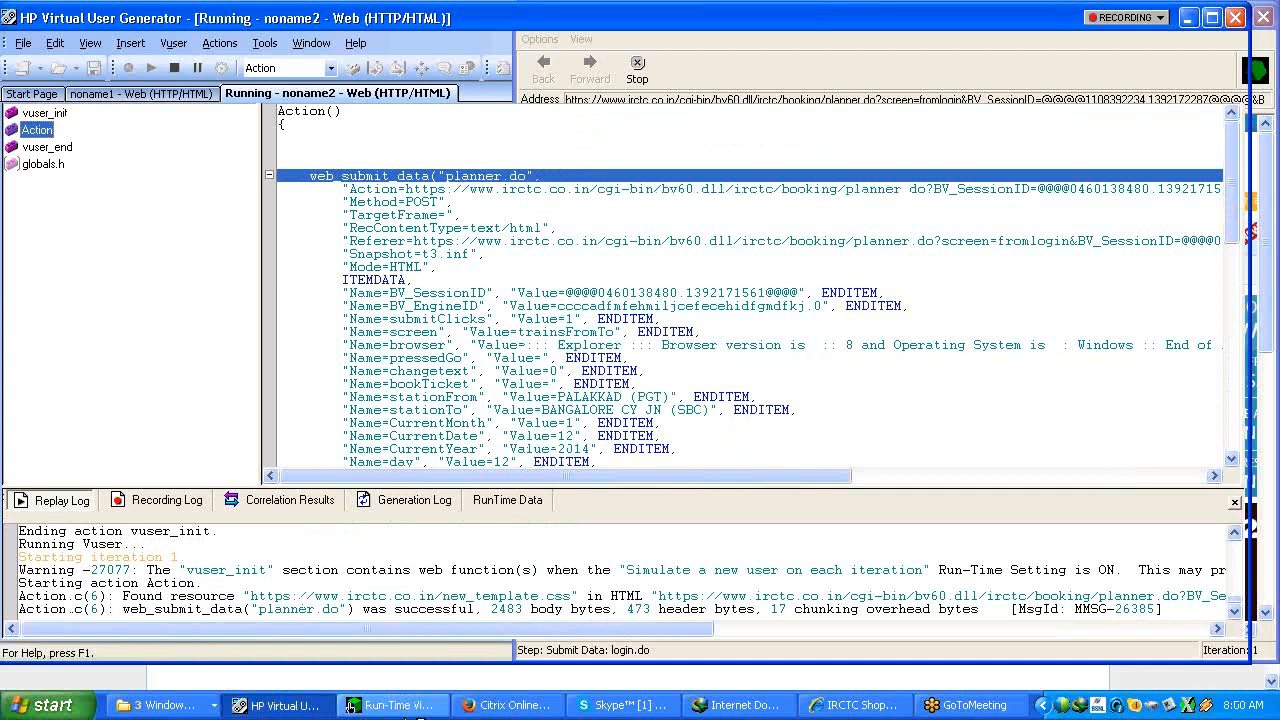 HP Virtual User Generator - [Running - noname2 - Web (HTTP/HTML)]
RECORDING
File Edit View Insert Vuser Actions Tools Window Help
Options View
Action
Back Forward Stop
Start Page noname1 - Web (HTTP/HTML) Running - noname2 - Web (HTTP/HTML)
Address https://www.irctc.co.in/cgi-bin/bv60.dll/irctc/booking/planner.do?screen=fromlogin&BV_SessionID=@@@@1108392234.1392172287@@@@&B
vuser_init
Action
vuser_end
globals.h
Action()
{
web_submit_data("planner.do",
"Action=https://www.irctc.co.in/cgi-bin/bv60.dll/irctc/booking/planner.do?BV_SessionID=@@@@0460138480.13921715
"Method=POST",
"TargetFrame=",
"RecContentType=text/html",
"Referer=https://www.irctc.co.in/cgi-bin/bv60.dll/irctc/booking/planner.do?screen=fromlogin&BV_SessionID=@@@@0
"Snapshot=t3.inf",
"Mode=HTML",
ITEMDATA,
"Name=BV_SessionID", "Value=@@@@0460138480.1392171561@@@@", ENDITEM,
"Name=BV_EngineID", "Value=ccccadfmfehmiljcefecehidfgmdfkj.0", ENDITEM,
"Name=submitClicks", "Value=1", ENDITEM,
"Name=screen", "Value=trainsFromTo", ENDITEM,
"Name=browser", "Value=::: Explorer ::: Browser version is :: 8 and Operating System is : Windows :: End of
"Name=pressedGo", "Value=", ENDITEM,
"Name=changetext", "Value=0", ENDITEM,
"Name=bookTicket", "Value=", ENDITEM,
"Name=stationFrom", "Value=PALAKKAD (PGT)", ENDITEM,
"Name=stationTo", "Value=BANGALORE CY JN (SBC)", ENDITEM,
"Name=CurrentMonth", "Value=1", ENDITEM,
"Name=CurrentDate", "Value=12", ENDITEM,
"Name=CurrentYear", "Value=2014", ENDITEM,
"Name=day", "Value=12", ENDITEM,
Replay Log Recording Log Correlation Results Generation Log RunTime Data
Ending action vuser_init.
Running Vuser...
Starting iteration 1.
Warning -27077: The "vuser_init" section contains web function(s) when the "Simulate a new user on each iteration" Run-Time Setting is ON. This may pr
Starting action Action.
Action.c(6): Found resource "https://www.irctc.co.in/new_template.css" in HTML "https://www.irctc.co.in/cgi-bin/bv60.dll/irctc/booking/planner.do?BV_Se
Action.c(6): web_submit_data("planner.do") was successful, 2483 body bytes, 473 header bytes, 17 chunking overhead bytes [MsgId: MMSG-26385]
For Help, press F1.
Step: Submit Data: login.do
Iteration:1
start 3 Window... HP Virtual U... Run-Time Vi... Citrix Online... Skype™ [1] ... Internet Do... IRCTC Shop... GoToMeeting 8:00 AM